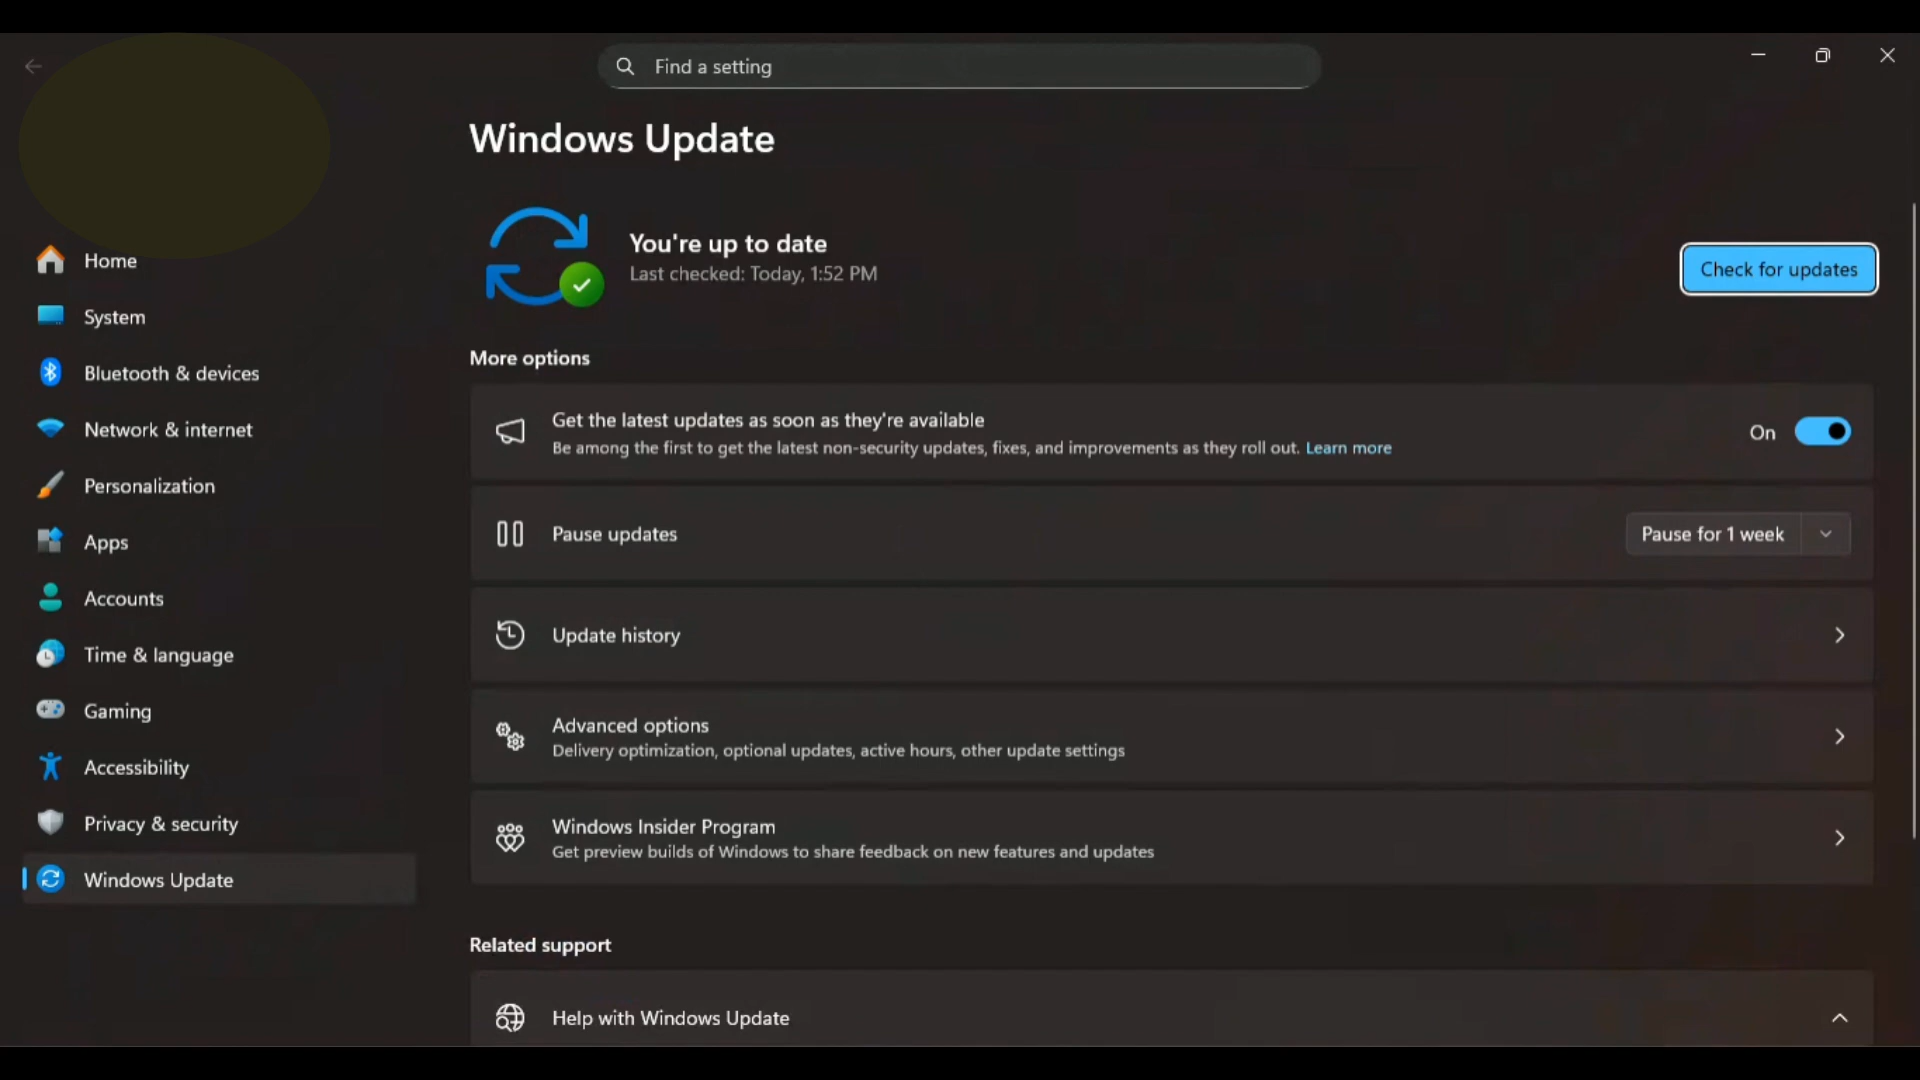 Find a setting
Windows Update
Home
System
Bluetooth & devices
Network & internet
Personalization
Apps
Accounts
Time & language
Gaming
Accessibility
Privacy & security
Windows Update
You're up to date
Last checked: Today, 1:52 PM
Check for updates
More options
Get the latest updates as soon as they're available
Be among the first to get the latest non-security updates, fixes, and improvements as they roll out. Learn more
On
Pause updates
Pause for 1 week
Update history
Advanced options
Delivery optimization, optional updates, active hours, other update settings
Windows Insider Program
Get preview builds of Windows to share feedback on new features and updates
Related support
Help with Windows Update